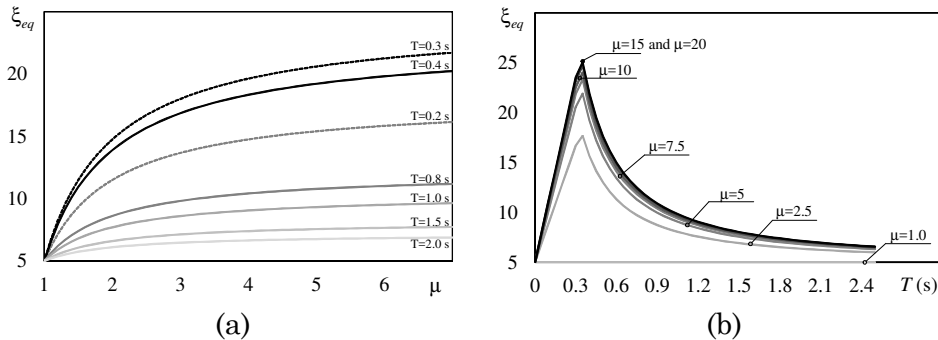 ξeq
20
15
10
5
T=0.3 s
T=0.4 s
T=0.2 s
T=0.8 s
T=1.0 s
T=1.5 s
T=2.0 s
1 2 3 4 5 6 μ
(a)
ξeq
25
20
15
10
5
μ=15 and μ=20
μ=10
μ=7.5
μ=5
μ=2.5
μ=1.0
0 0.3 0.6 0.9 1.2 1.5 1.8 2.1 2.4 T (s)
(b)